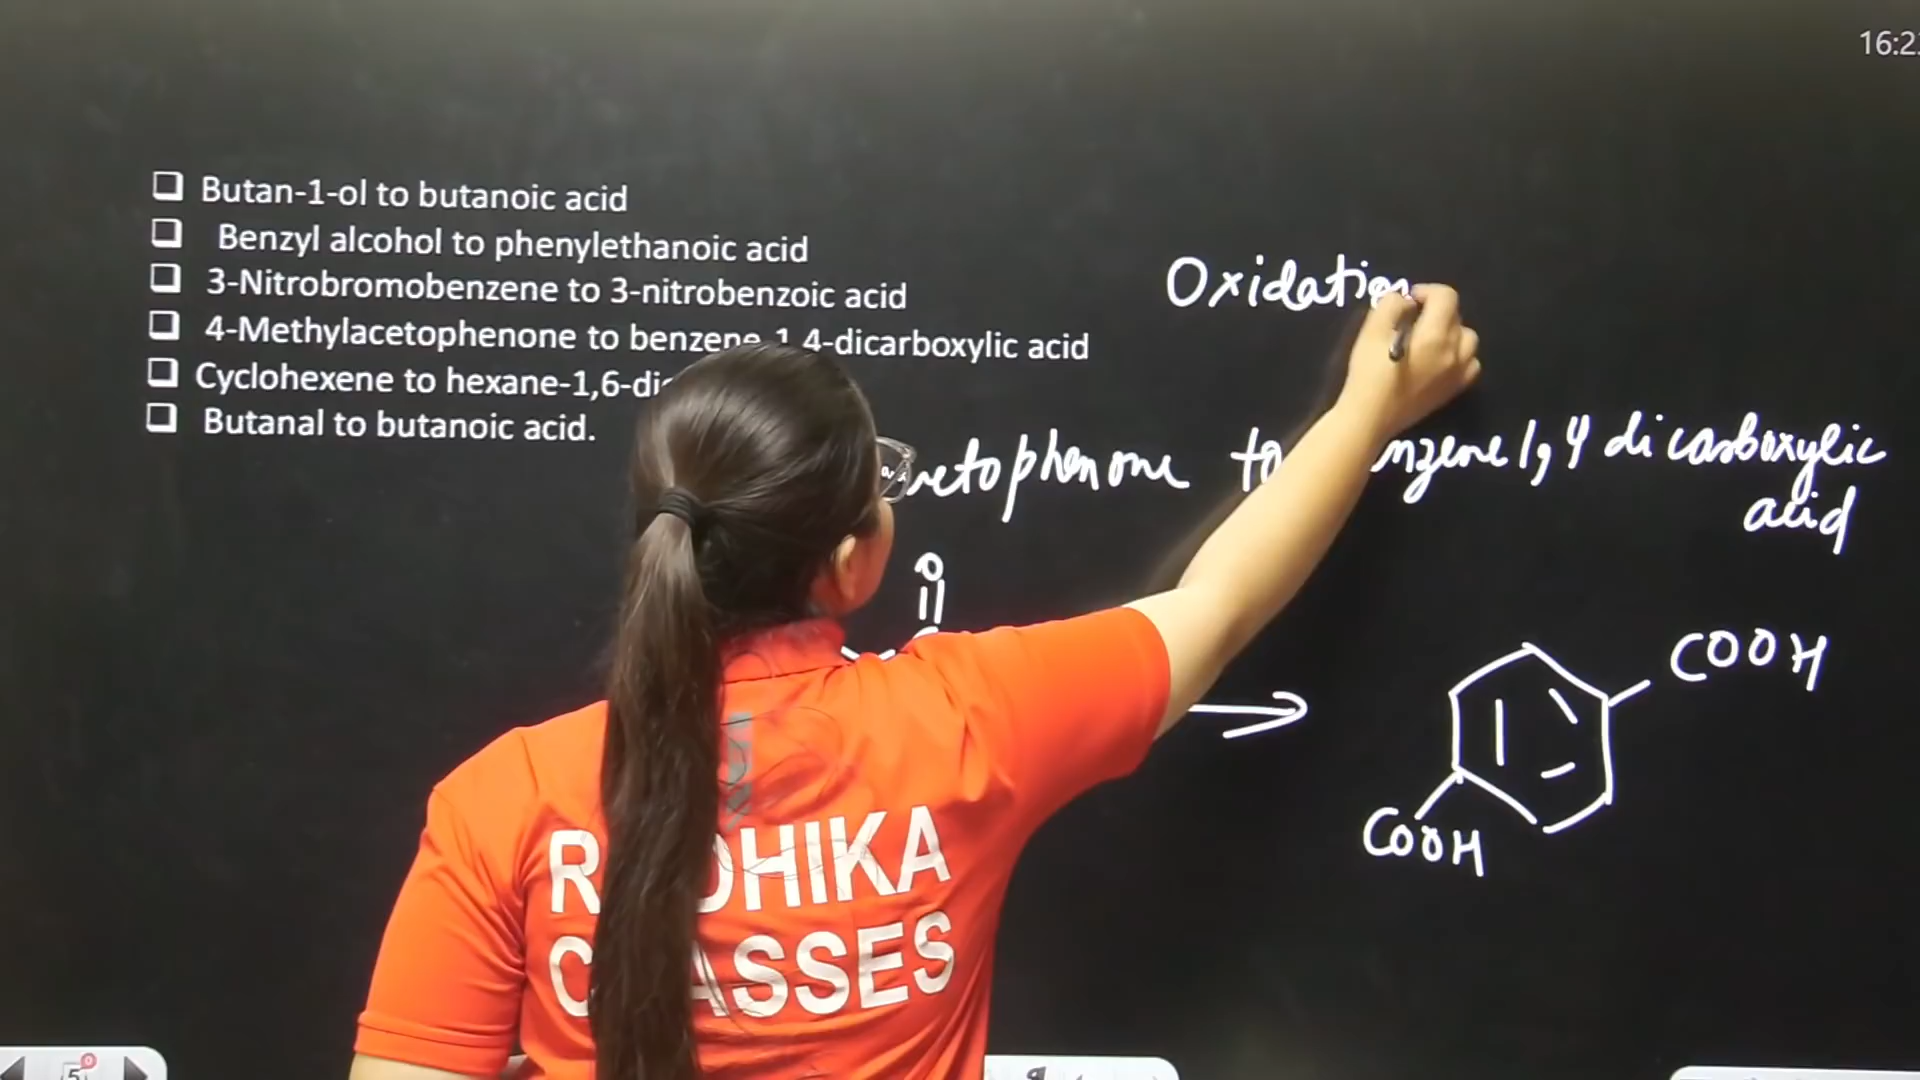 16:2
Butan-1-ol to butanoic acid
Benzyl alcohol to phenylethanoic acid
3-Nitrobromobenzene to 3-nitrobenzoic acid
4-Methylacetophenone to benzene-1,4-dicarboxylic acid
Cyclohexene to hexane-1,6-di
Butanal to butanoic acid.
Oxidation
etophenone to nzene 1, 4 dicarboxylic
acid
O
COOH
COOH
RADHIKA
CLASSES
5
0